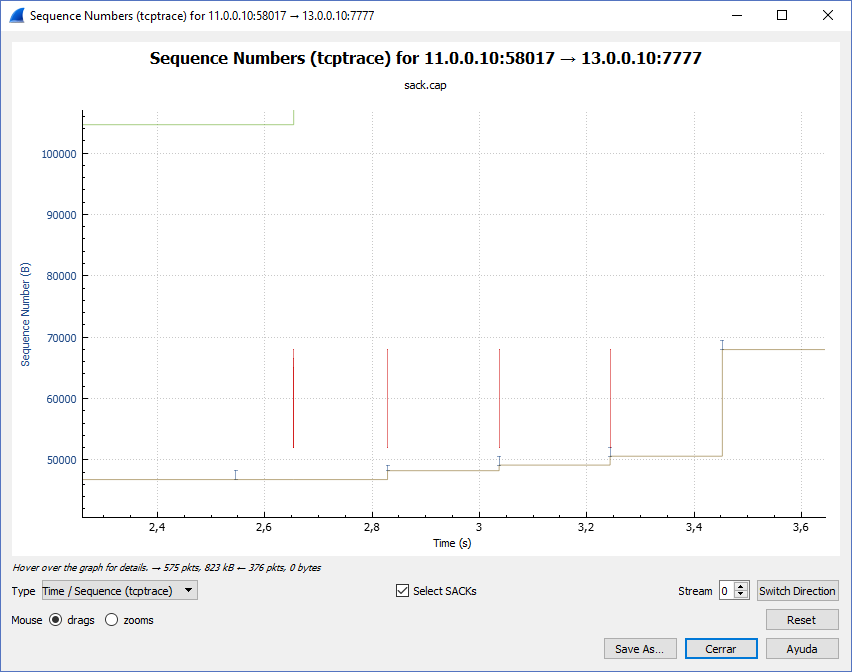 Sequence Numbers (tcptrace) for 11.0.0.10:58017 → 13.0.0.10:7777
Sequence Numbers (tcptrace) for 11.0.0.10:58017 → 13.0.0.10:7777
sack.cap
Sequence Number (B)
100000
90000
80000
70000
60000
50000
2,4 2,6 2,8 3 3,2 3,4 3,6
Time (s)
Hover over the graph for details. → 575 pkts, 823 kB ← 376 pkts, 0 bytes
Type Time / Sequence (tcptrace) Select SACKs Stream 0 Switch Direction
Mouse drags zooms Reset
Save As... Cerrar Ayuda